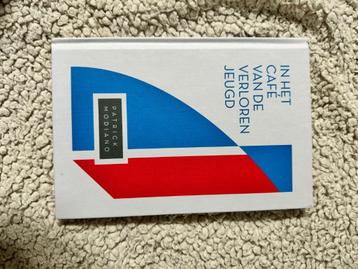 IN HET
CAFÉ
VAN DE
VERLOREN
JEUGD
PATRICK
MODIANO